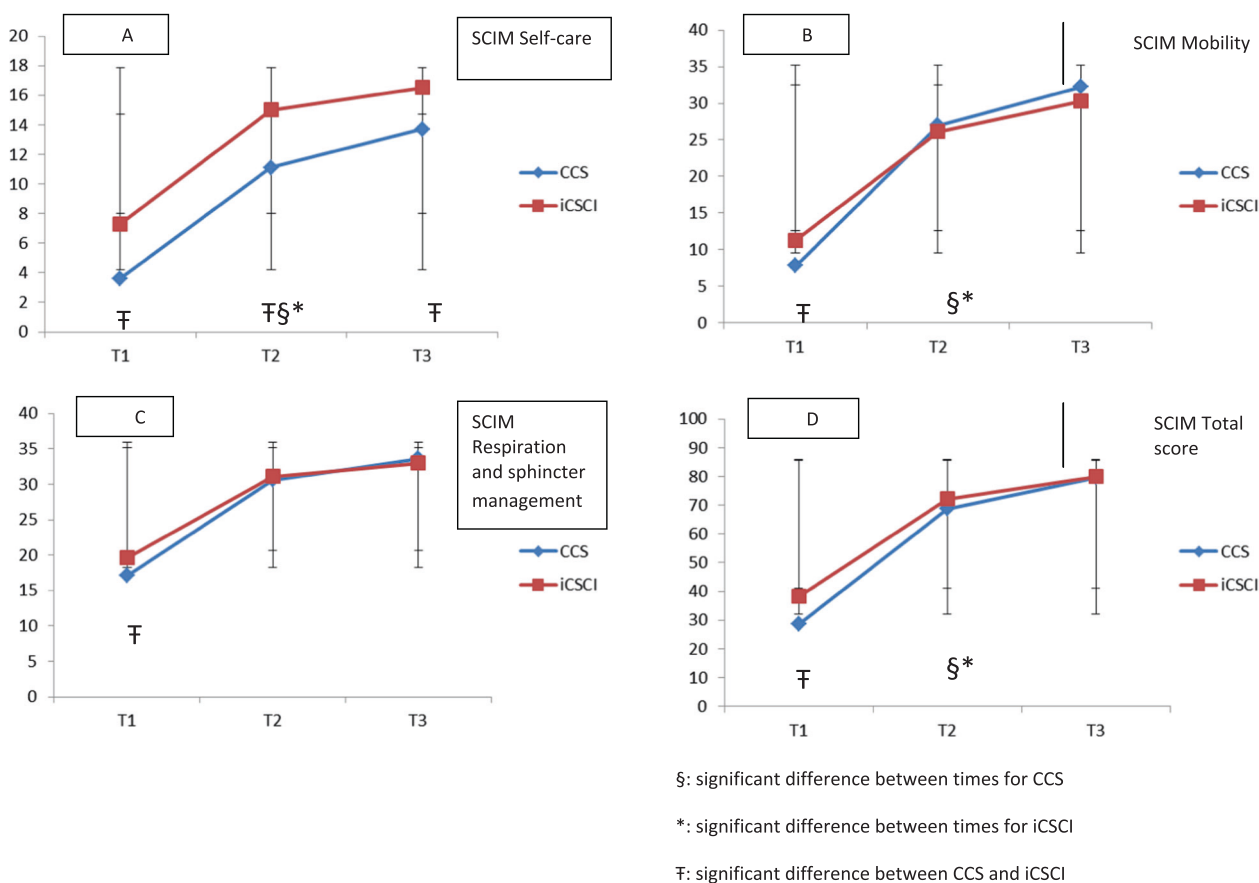 A
SCIM Self-care
20
18
16
14
12
10
8
6
4
2
0
CCS
iCSCI
Ŧ
Ŧ§*
Ŧ
T1
T2
T3
B
SCIM Mobility
40
35
30
25
20
15
10
5
0
CCS
iCSCI
Ŧ
§*
T1
T2
T3
C
SCIM
Respiration
and sphincter
management
40
35
30
25
20
15
10
5
0
CCS
iCSCI
Ŧ
T1
T2
T3
D
SCIM Total
score
100
90
80
70
60
50
40
30
20
10
0
CCS
iCSCI
Ŧ
§*
T1
T2
T3
§: significant difference between times for CCS
*: significant difference between times for iCSCI
Ŧ: significant difference between CCS and iCSCI